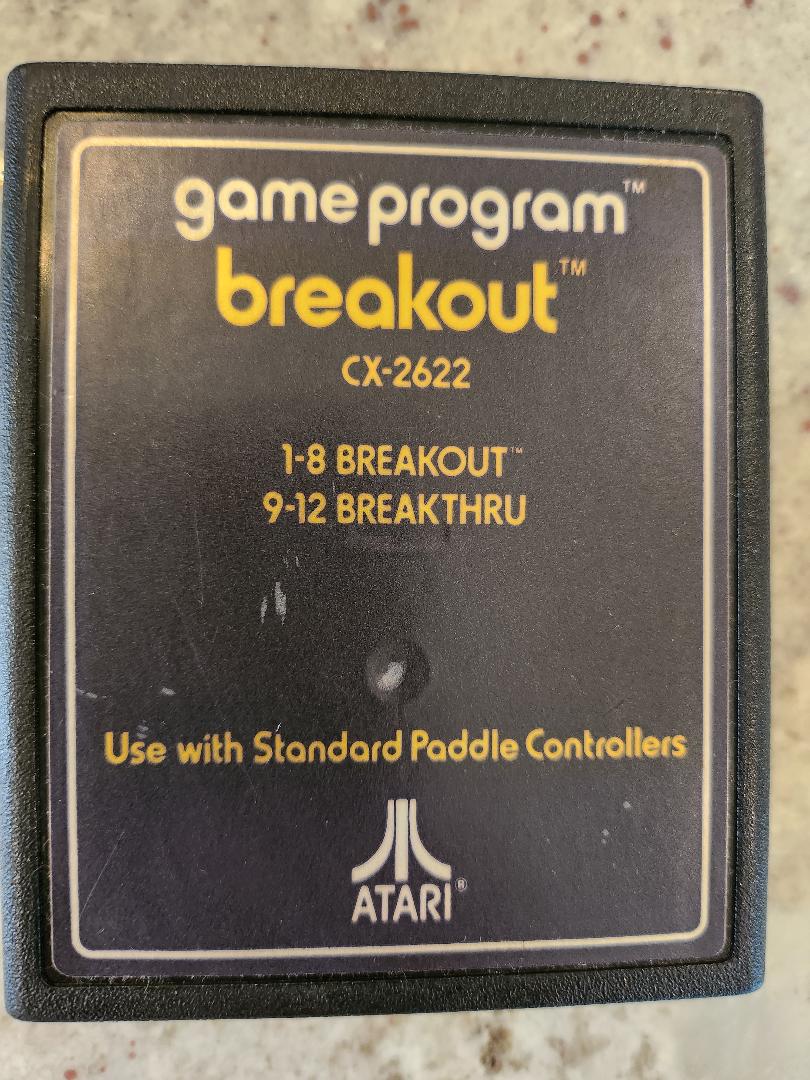 game program™
breakout™
CX-2622
1-8 BREAKOUT™
9-12 BREAKTHRU
Use with Standard Paddle Controllers
ATARI®